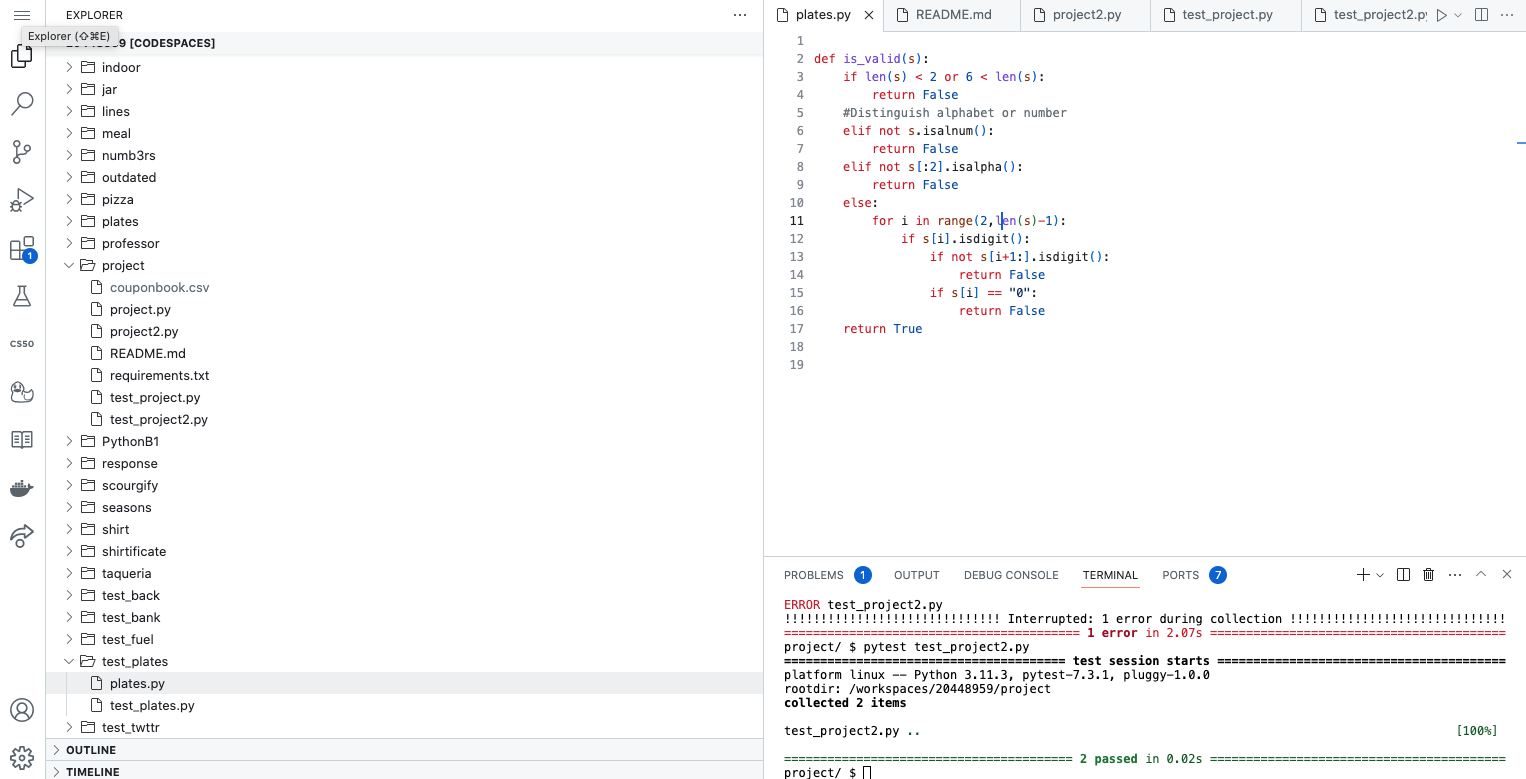 EXPLORER
Explorer (⇧⌘E)
[CODESPACES]
indoor
jar
lines
meal
numb3rs
outdated
pizza
plates
professor
project
couponbook.csv
project.py
project2.py
README.md
requirements.txt
test_project.py
test_project2.py
PythonB1
response
scourgify
seasons
shirt
shirtificate
taqueria
test_back
test_bank
test_fuel
test_plates
plates.py
test_plates.py
test_twttr
OUTLINE
TIMELINE
1
CS50
plates.py README.md project2.py test_project.py test_project2.py
1
2 def is_valid(s):
3 if len(s) < 2 or 6 < len(s):
4 return False
5 #Distinguish alphabet or number
6 elif not s.isalnum():
7 return False
8 elif not s[:2].isalpha():
9 return False
10 else:
11 for i in range(2,len(s)-1):
12 if s[i].isdigit():
13 if not s[i+1:].isdigit():
14 return False
15 if s[i] == "0":
16 return False
17 return True
18
19
PROBLEMS 1 OUTPUT DEBUG CONSOLE TERMINAL PORTS 7
ERROR test_project2.py
!!!!!!!!!!!!!!!!!!!!!!!!!!!!!! Interrupted: 1 error during collection !!!!!!!!!!!!!!!!!!!!!!!!!!!!!!
========================================= 1 error in 2.07s =========================================
project/ $ pytest test_project2.py
======================================= test session starts ========================================
platform linux -- Python 3.11.3, pytest-7.3.1, pluggy-1.0.0
rootdir: /workspaces/20448959/project
collected 2 items
test_project2.py .. [100%]
======================================== 2 passed in 0.02s =========================================
project/ $